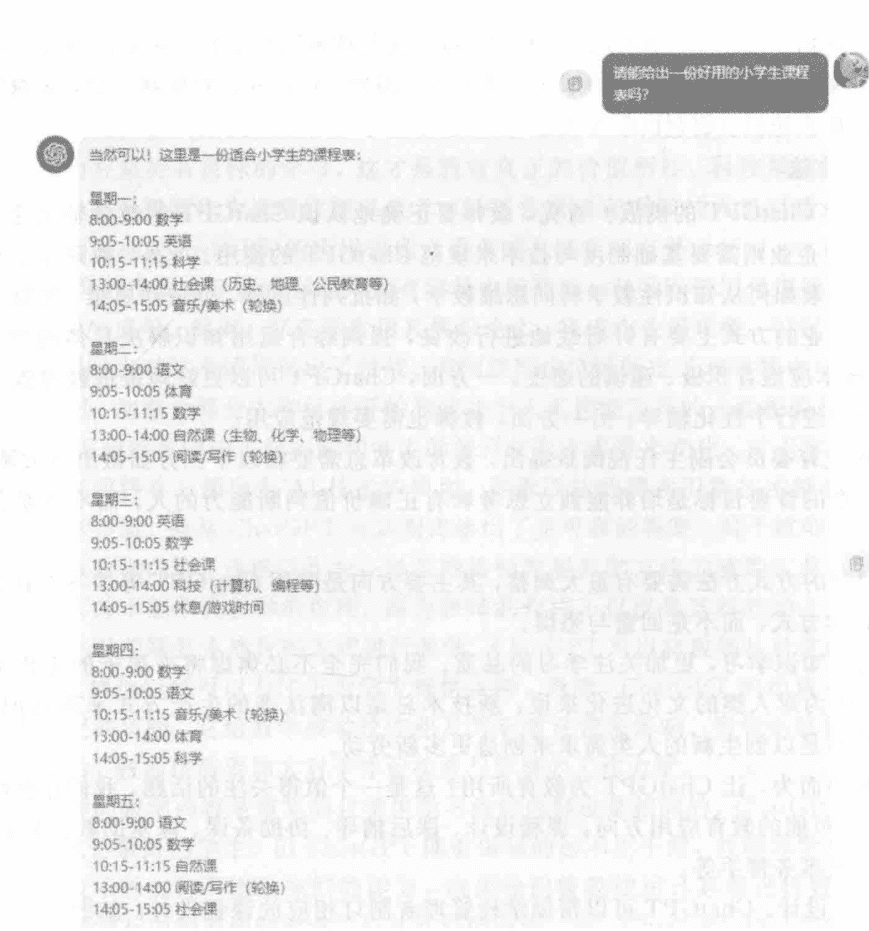 请能给出一份好用的小学生课程
表吗?
当然可以！这里是一份适合小学生的课程表：
星期一：
8:00-9:00 数学
9:05-10:05 英语
10:15-11:15 科学
13:00-14:00 社会课（历史、地理、公民教育等）
14:05-15:05 音乐/美术（轮换）
星期二：
8:00-9:00 语文
9:05-10:05 体育
10:15-11:15 数学
13:00-14:00 自然课（生物、化学、物理等）
14:05-15:05 阅读/写作（轮换）
星期三：
8:00-9:00 英语
9:05-10:05 数学
10:15-11:15 社会课
13:00-14:00 科技（计算机、编程等）
14:05-15:05 休息/游戏时间
星期四：
8:00-9:00 数学
9:05-10:05 语文
10:15-11:15 音乐/美术（轮换）
13:00-14:00 体育
14:05-15:05 科学
星期五：
8:00-9:00 语文
9:05-10:05 数学
10:15-11:15 自然课
13:00-14:00 阅读/写作（轮换）
14:05-15:05 社会课